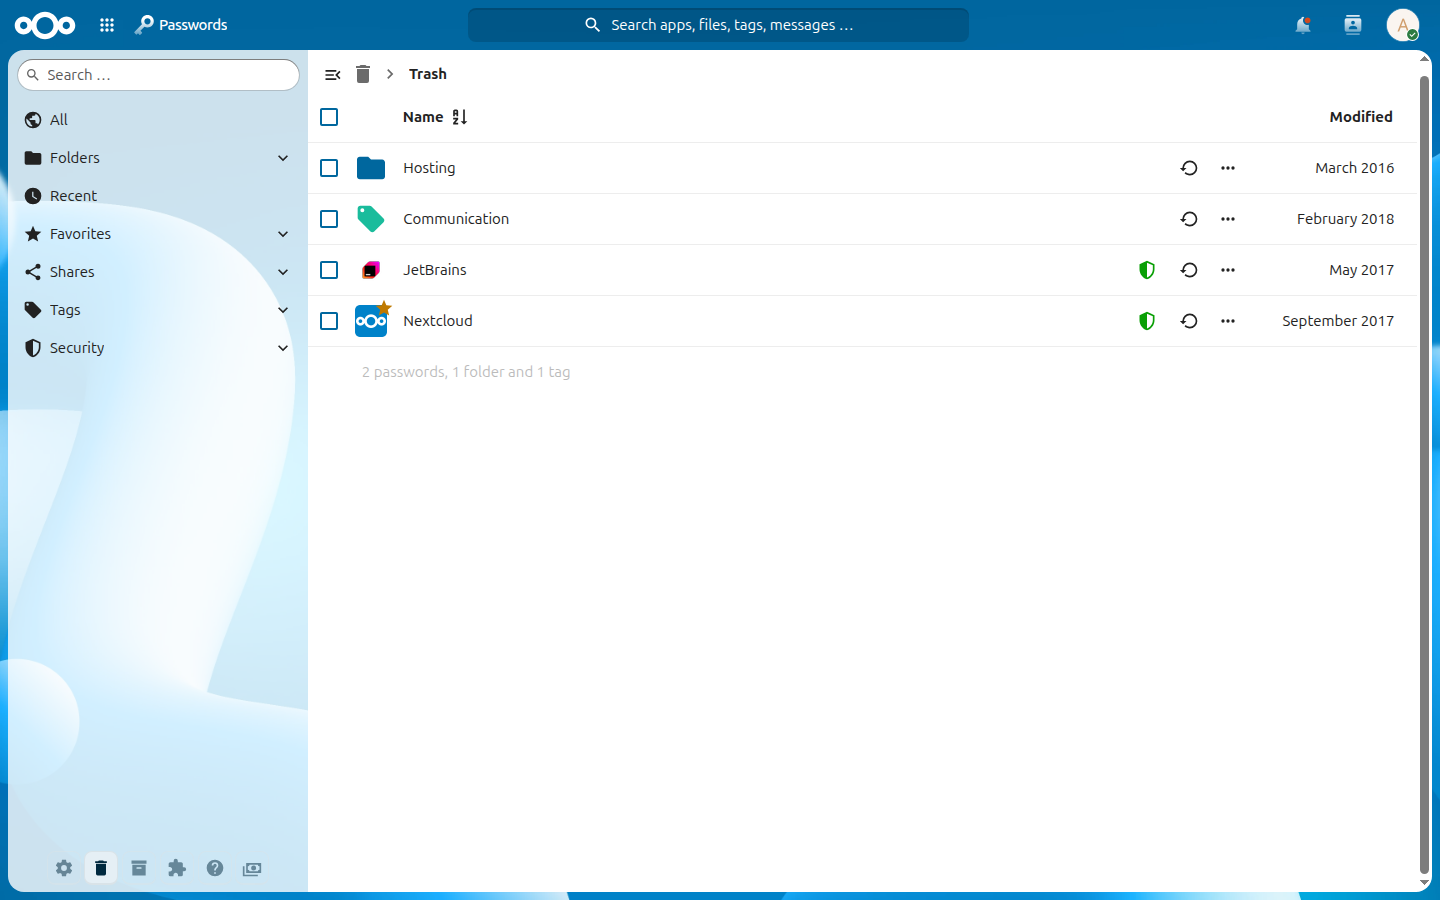 Passwords
Search apps, files, tags, messages …
A
Search …
All
Folders
Recent
Favorites
Shares
Tags
Security
Trash
Name
Modified
Hosting
March 2016
Communication
February 2018
JetBrains
May 2017
Nextcloud
September 2017
2 passwords, 1 folder and 1 tag